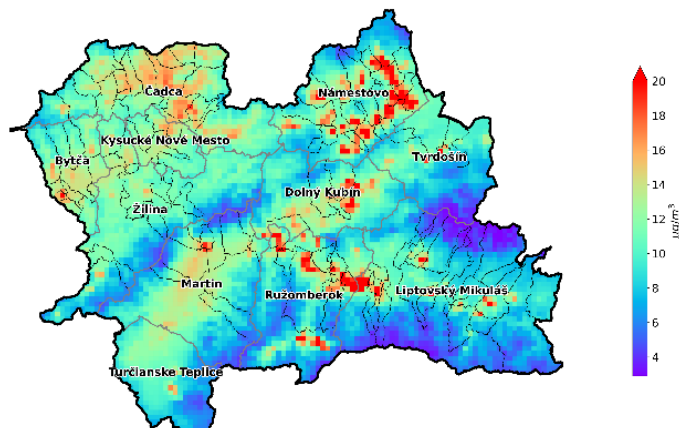 20
18
16
14
12
10
8
6
4
µg/m³
Čadca
Námestovo
Kysucké Nové Mesto
Bytča
Tvrdošín
Dolný Kubín
Žilina
Martin
Ružomberok
Liptovský Mikuláš
Turčianske Teplice